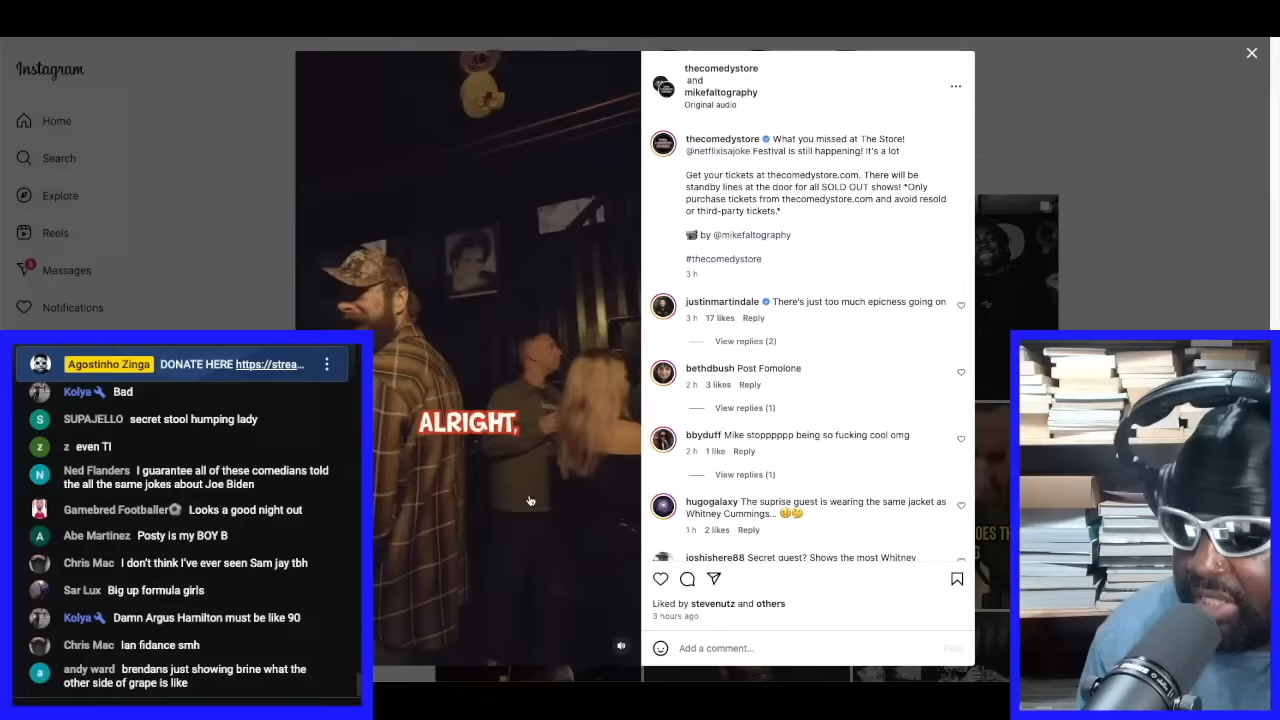 Instagram
Home
Search
Explore
Reels
3
Messages
Notifications
ALRIGHT,
thecomedystore
and
mikefaltography
Original audio
thecomedystore What you missed at The Store!
@netflixisajoke Festival is still happening! It's a lot
Get your tickets at thecomedystore.com. There will be
standby lines at the door for all SOLD OUT shows! *Only
purchase tickets from thecomedystore.com and avoid resold
or third-party tickets.*
📹 by @mikefaltography
#thecomedystore
3 h
justinmartindale There's just too much epicness going on
3 h 17 likes Reply
View replies (2)
bethdbush Post Fomolone
2 h 3 likes Reply
View replies (1)
bbyduff Mike stopppppp being so fucking cool omg
2 h 1 like Reply
View replies (1)
hugogalaxy The suprise guest is wearing the same jacket as
Whitney Cummings...
1 h 2 likes Reply
ioshishere88 Secret guest? Shows the most Whitney
Liked by stevenutz and others
3 hours ago
Add a comment...
Post
Agostinho Zinga DONATE HERE https://strea...
Kolya Bad
S SUPAJELLO secret stool humping lady
z z even TI
N Ned Flanders I guarantee all of these comedians told
the all the same jokes about Joe Biden
Gamebred Footballer Looks a good night out
A Abe Martinez Posty is my BOY B
Chris Mac I don't think I've ever seen Sam jay tbh
Sar Lux Big up formula girls
Kolya Damn Argus Hamilton must be like 90
Chris Mac Ian fidance smh
a andy ward brendans just showing brine what the
other side of grape is like